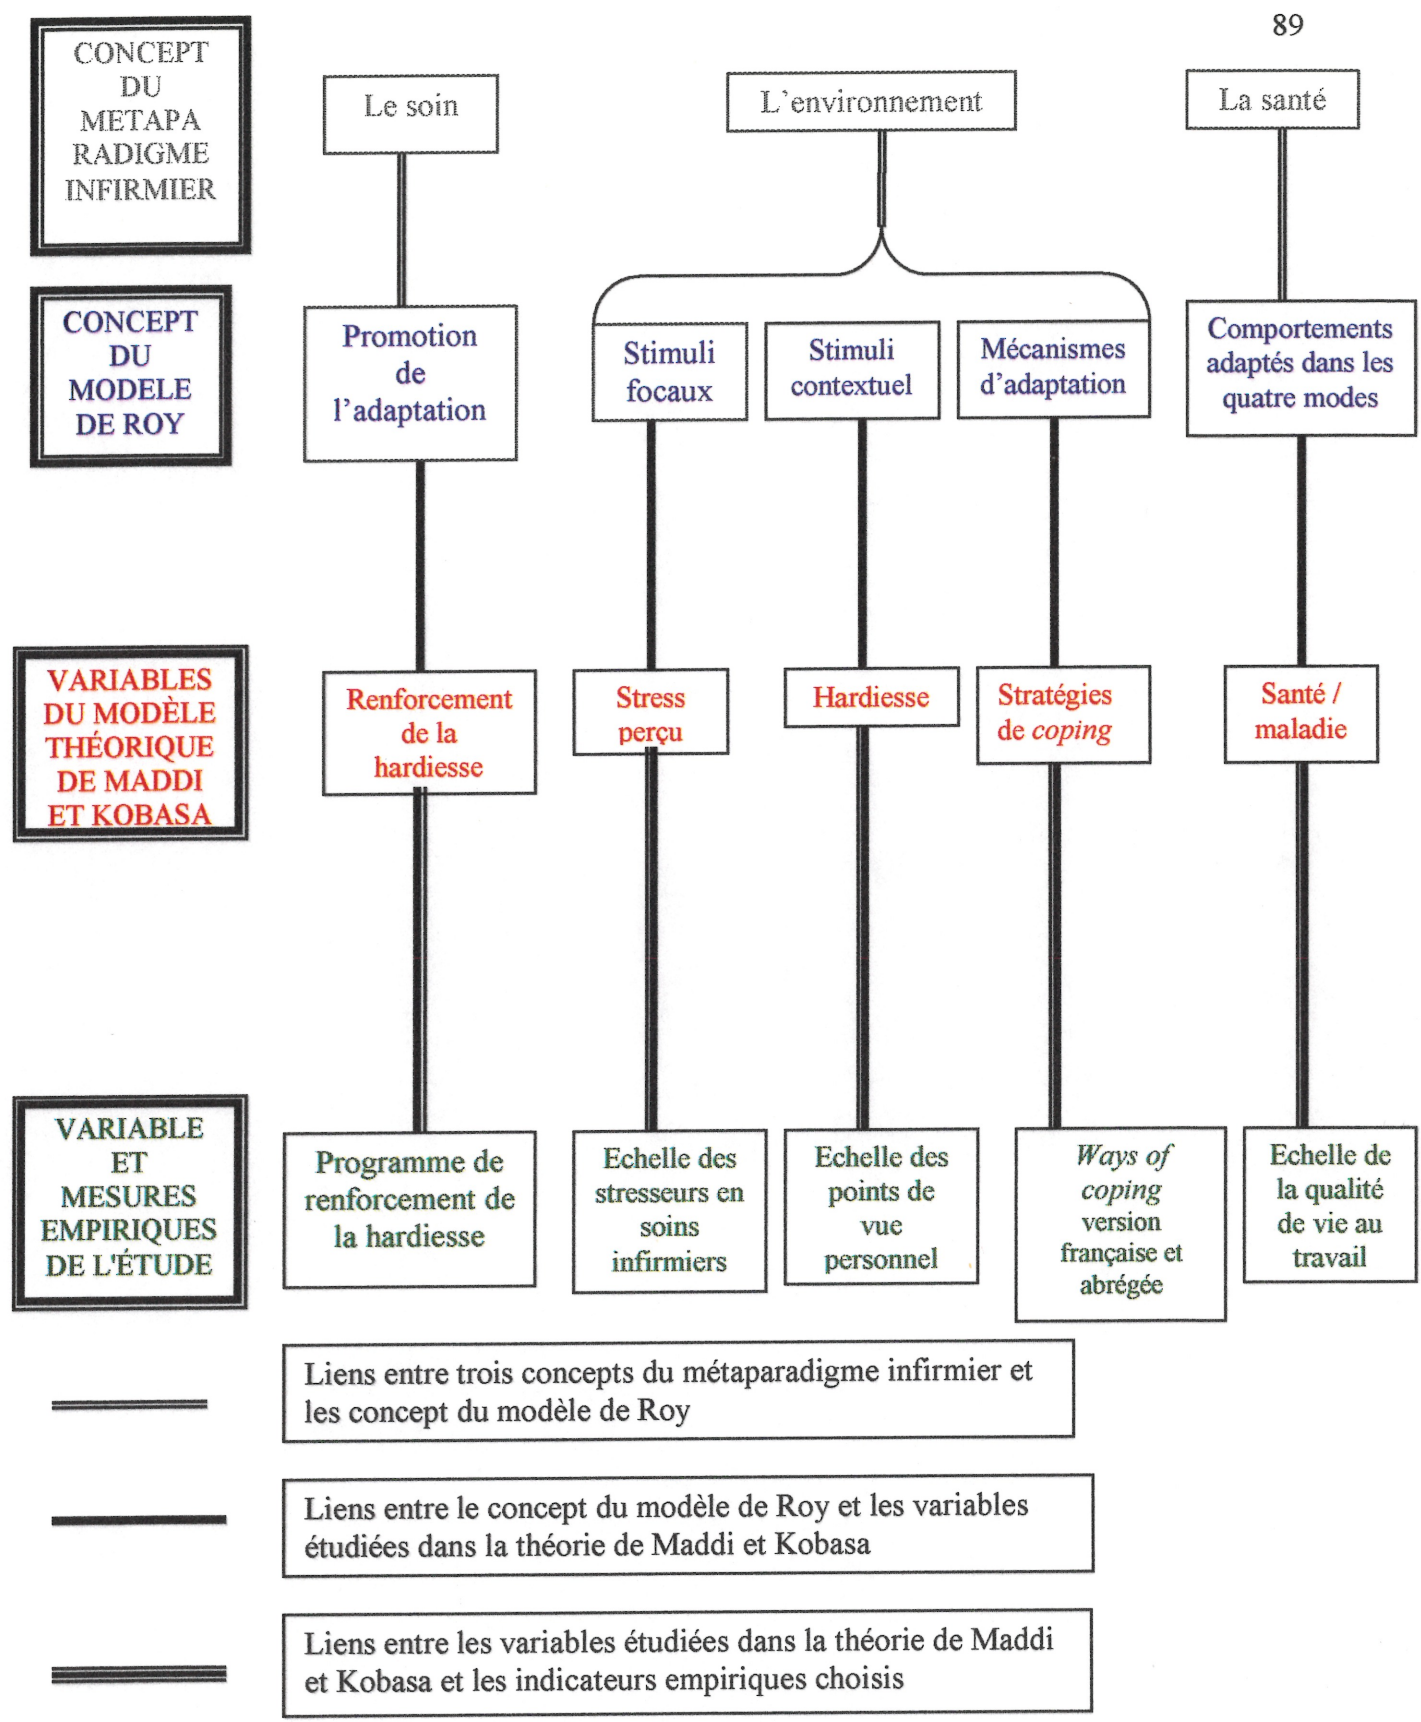 89
CONCEPT
DU
METAPA
RADIGME
INFIRMIER
Le soin
L'environnement
La santé
CONCEPT
DU
MODELE
DE ROY
Promotion
de
l'adaptation
Stimuli
focaux
Stimuli
contextuel
Mécanismes
d'adaptation
Comportements
adaptés dans les
quatre modes
VARIABLES
DU MODÈLE
THÉORIQUE
DE MADDI
ET KOBASA
Renforcement
de la
hardiesse
Stress
perçu
Hardiesse
Stratégies
de coping
Santé /
maladie
VARIABLE
ET
MESURES
EMPIRIQUES
DE L'ÉTUDE
Programme de
renforcement de
la hardiesse
Echelle des
stresseurs en
soins
infirmiers
Echelle des
points de
vue
personnel
Ways of
coping
version
française et
abrégée
Echelle de
la qualité
de vie au
travail
Liens entre trois concepts du métaparadigme infirmier et
les concept du modèle de Roy
Liens entre le concept du modèle de Roy et les variables
étudiées dans la théorie de Maddi et Kobasa
Liens entre les variables étudiées dans la théorie de Maddi
et Kobasa et les indicateurs empiriques choisis